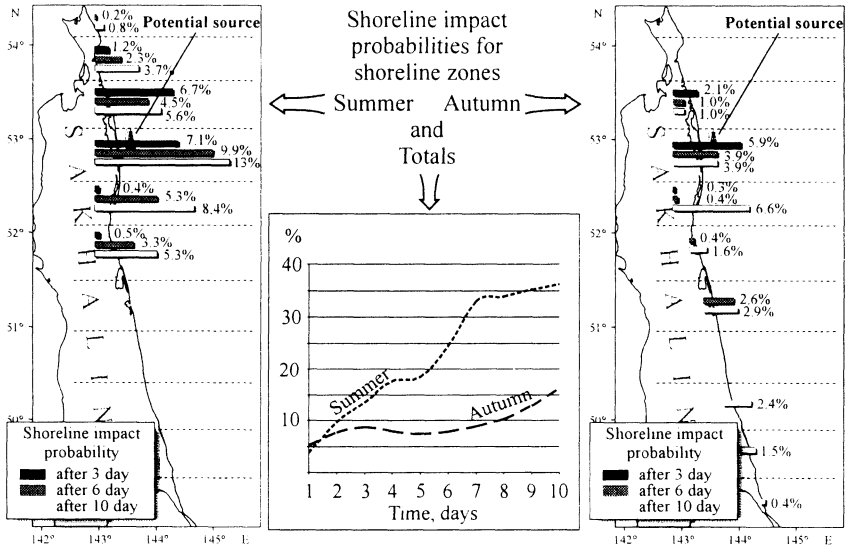 N
0.2%
0.8%
Potential source
54°
1.2%
2.3%
3.7%
6.7%
4.5%
5.6%
53°
7.1%
9.9%
13%
0.4%
5.3%
8.4%
52°
0.5%
3.3%
5.3%
51°
50°
S A K H A L I N
Shoreline impact
probability
after 3 day
after 6 day
after 10 day
142° 143° 144° 145° E
Shoreline impact
probabilities for
shoreline zones
Summer Autumn
and
Totals
%
40
30
20
10
Summer
Autumn
1 2 3 4 5 6 7 8 9 10
Time, days
N
Potential source
54°
2.1%
1.0%
1.0%
53°
5.9%
3.9%
3.9%
0.3%
0.4%
6.6%
52°
0.4%
1.6%
2.6%
2.9%
51°
2.4%
50°
1.5%
0.4%
S A K H A L I N
Shoreline impact
probability
after 3 day
after 6 day
after 10 day
142° 143° 144° 145° E